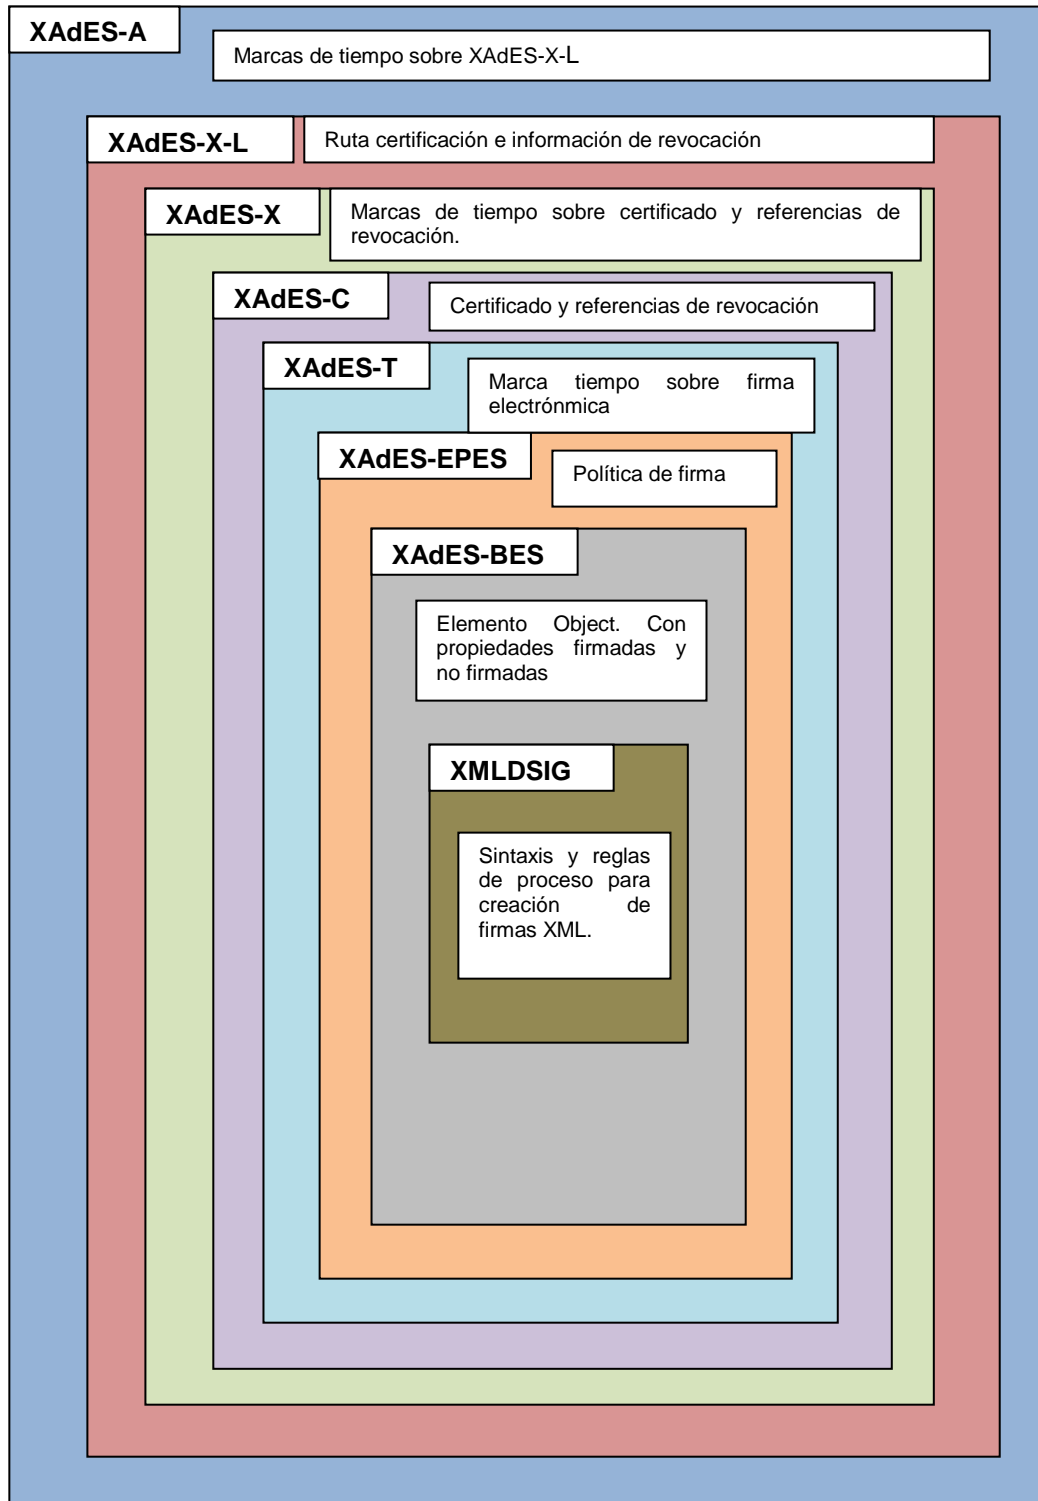 XAdES-A
Marcas de tiempo sobre XAdES-X-L
XAdES-X-L
Ruta certificación e información de revocación
XAdES-X
Marcas de tiempo sobre certificado y referencias de
revocación.
XAdES-C
Certificado y referencias de revocación
XAdES-T
Marca tiempo sobre firma
electrónmica
XAdES-EPES
Política de firma
XAdES-BES
Elemento Object. Con
propiedades firmadas y
no firmadas
XMLDSIG
Sintaxis y reglas
de proceso para
creación de
firmas XML.